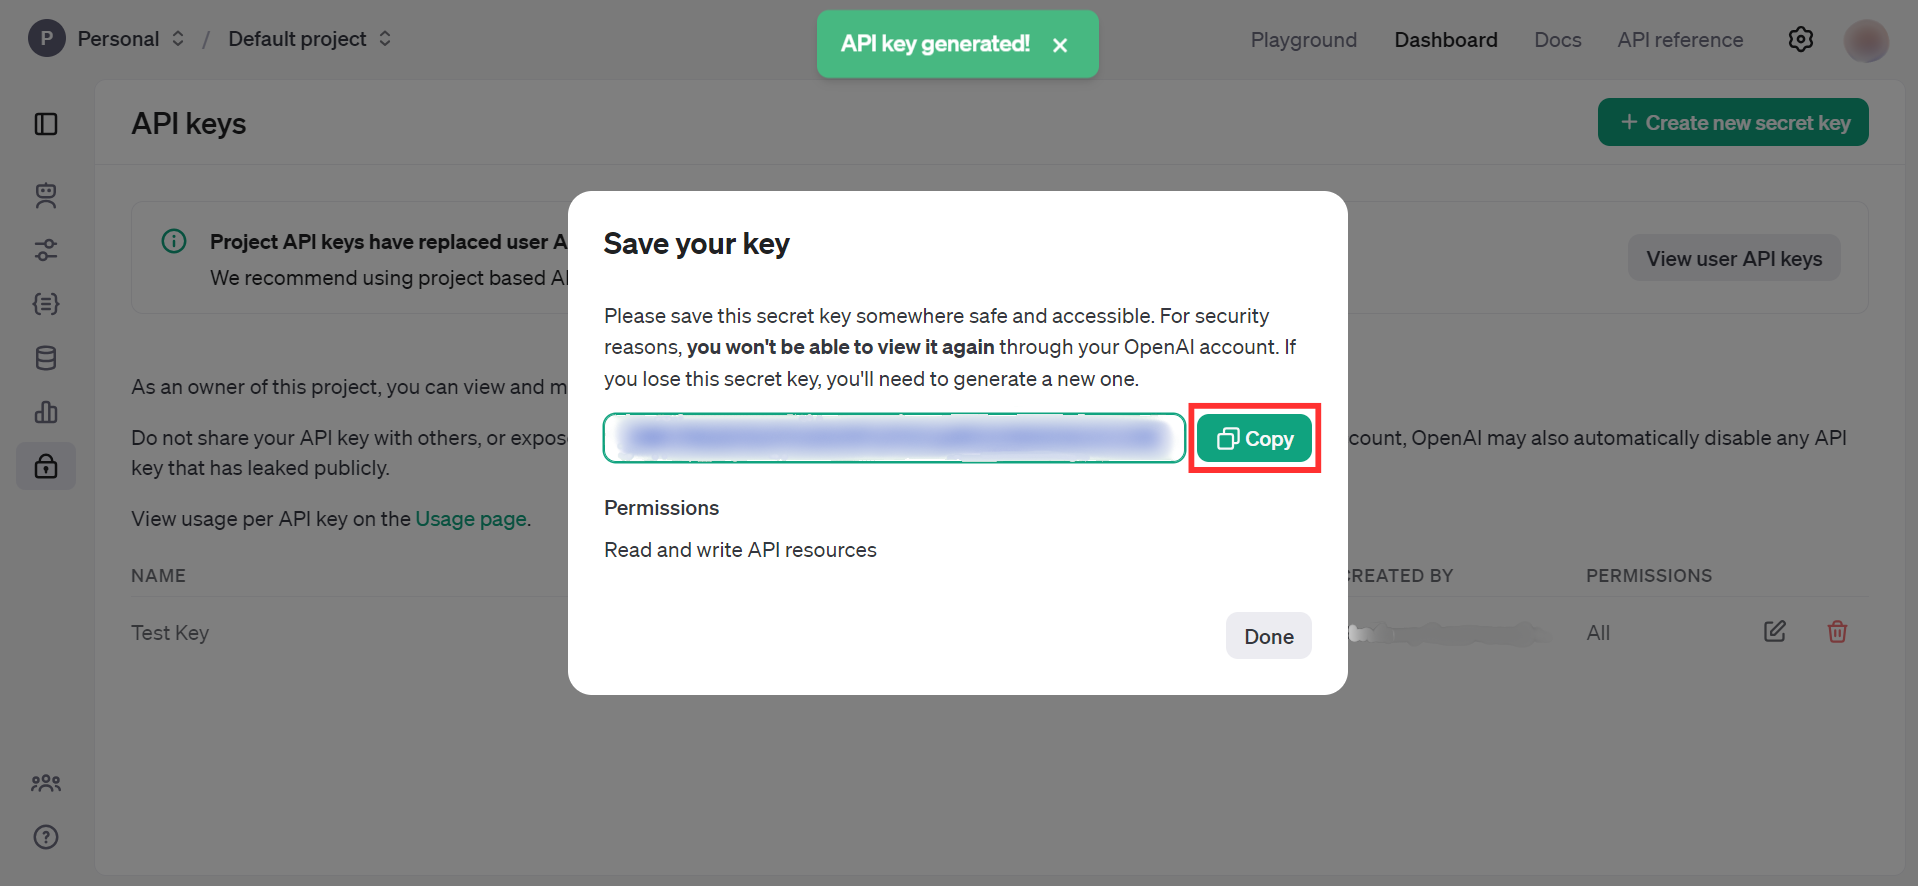 P Personal / Default project
API key generated!
Playground Dashboard Docs API reference
API keys
+ Create new secret key
Project API keys have replaced user A
We recommend using project based AI
View user API keys
Save your key
Please save this secret key somewhere safe and accessible. For security
reasons, you won't be able to view it again through your OpenAI account. If
you lose this secret key, you'll need to generate a new one.
Copy
Permissions
Read and write API resources
Done
As an owner of this project, you can view and m
Do not share your API key with others, or expos count, OpenAI may also automatically disable any API
key that has leaked publicly.
View usage per API key on the Usage page.
NAME CREATED BY PERMISSIONS
Test Key All